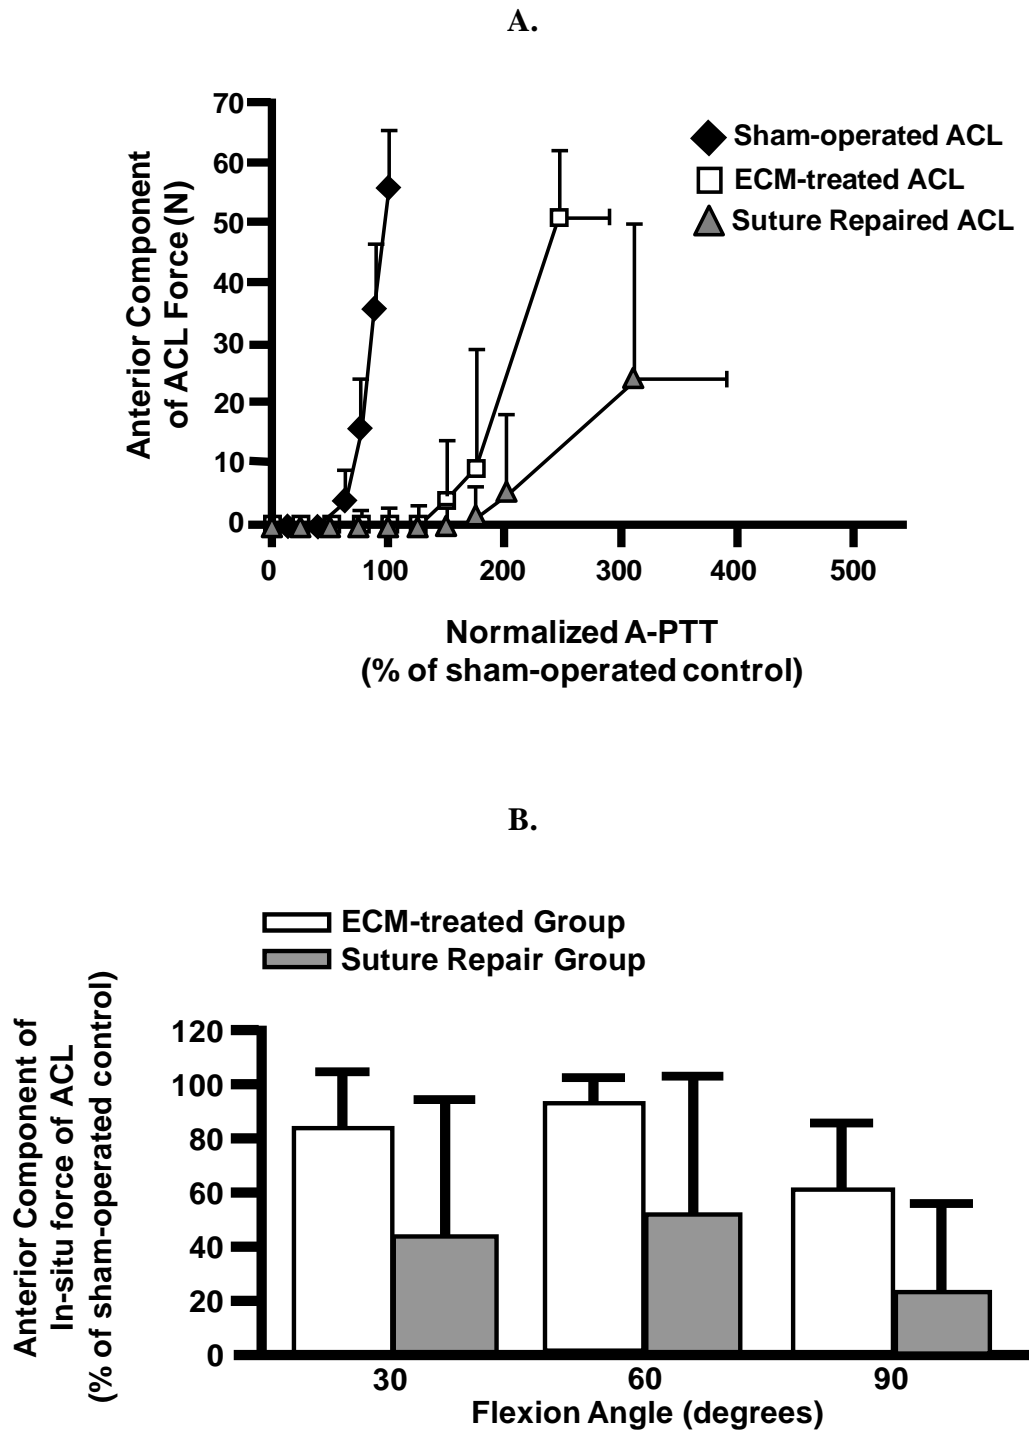 A.
70
60
50
40
30
20
10
0
Anterior Component
of ACL Force (N)
Sham-operated ACL
ECM-treated ACL
Suture Repaired ACL
0 100 200 300 400 500
Normalized A-PTT
(% of sham-operated control)
B.
ECM-treated Group
Suture Repair Group
Anterior Component of
In-situ force of ACL
(% of sham-operated control)
120
100
80
60
40
20
0
30 60 90
Flexion Angle (degrees)